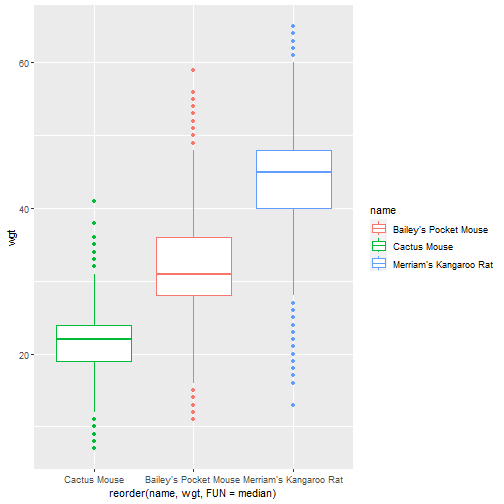 60
40
20
wgt
Cactus Mouse
Bailey's Pocket Mouse
Merriam's Kangaroo Rat
reorder(name, wgt, FUN = median)
name
Bailey's Pocket Mouse
Cactus Mouse
Merriam's Kangaroo Rat